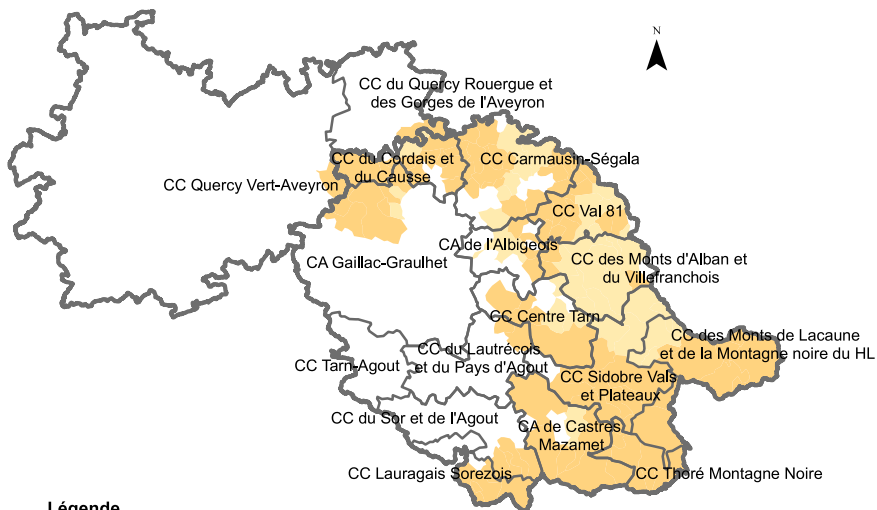 N
CC du Quercy Rouergue et
des Gorges de l'Aveyron
CC du Cordais et
du Causse
CC Carmausin-Ségala
CC Quercy Vert-Aveyron
CC Val 81
CA de l'Albigeois
CA Gaillac-Graulhet
CC des Monts d'Alban et
du Villefranchois
CC Centre Tarn
CC des Monts de Lacaune
et de la Montagne noire du HL
CC du Lautrécois
et du Pays d'Agout
CC Tarn-Agout
CC Sidobre Vals
et Plateaux
CC du Sor et de l'Agout
CA de Castres
Mazamet
CC Lauragais Sorezois
CC Thoré Montagne Noire
Légende